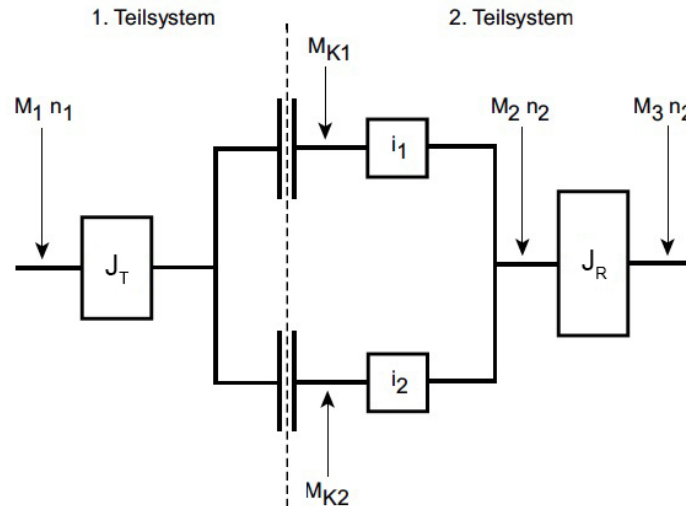 1. Teilsystem
2. Teilsystem
M_K1
M_1 n_1
i_1
M_2 n_2
M_3 n_2
J_T
J_R
i_2
M_K2